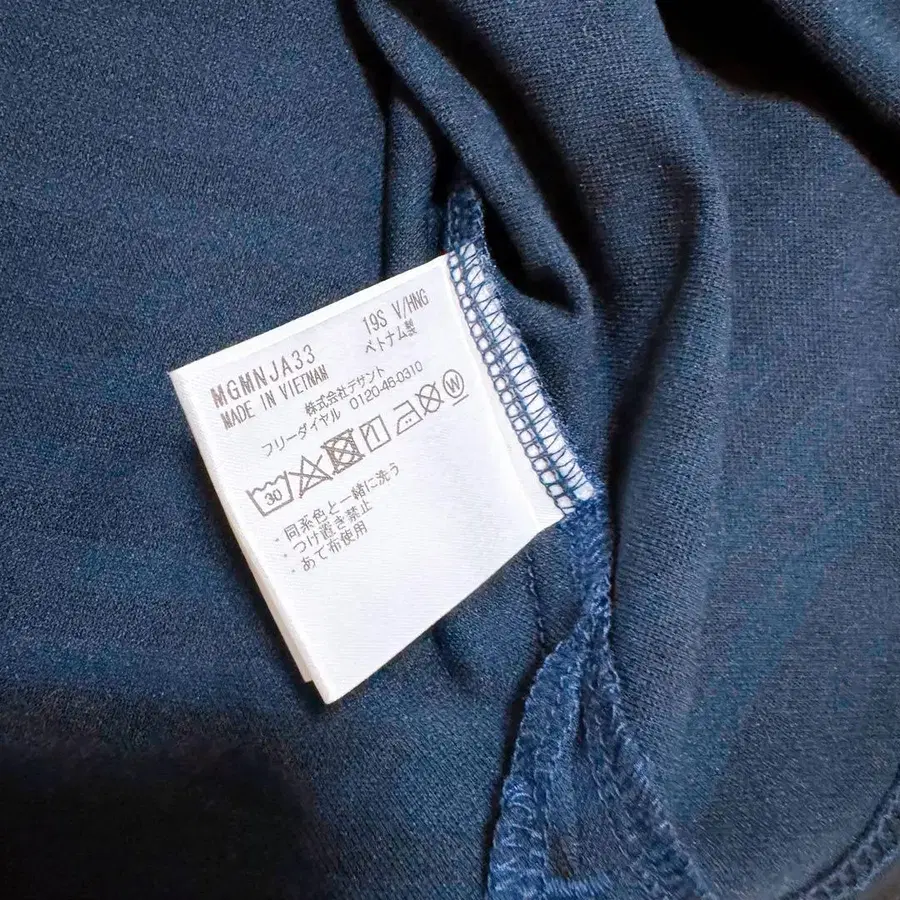 MGMNJA33 19S V/HNG
MADE IN VIETNAM ベトナム製
株式会社デサント
フリーダイヤル 0120-46-0310
30 W
・同系色と一緒に洗う
・つけ置き禁止
・あて布使用